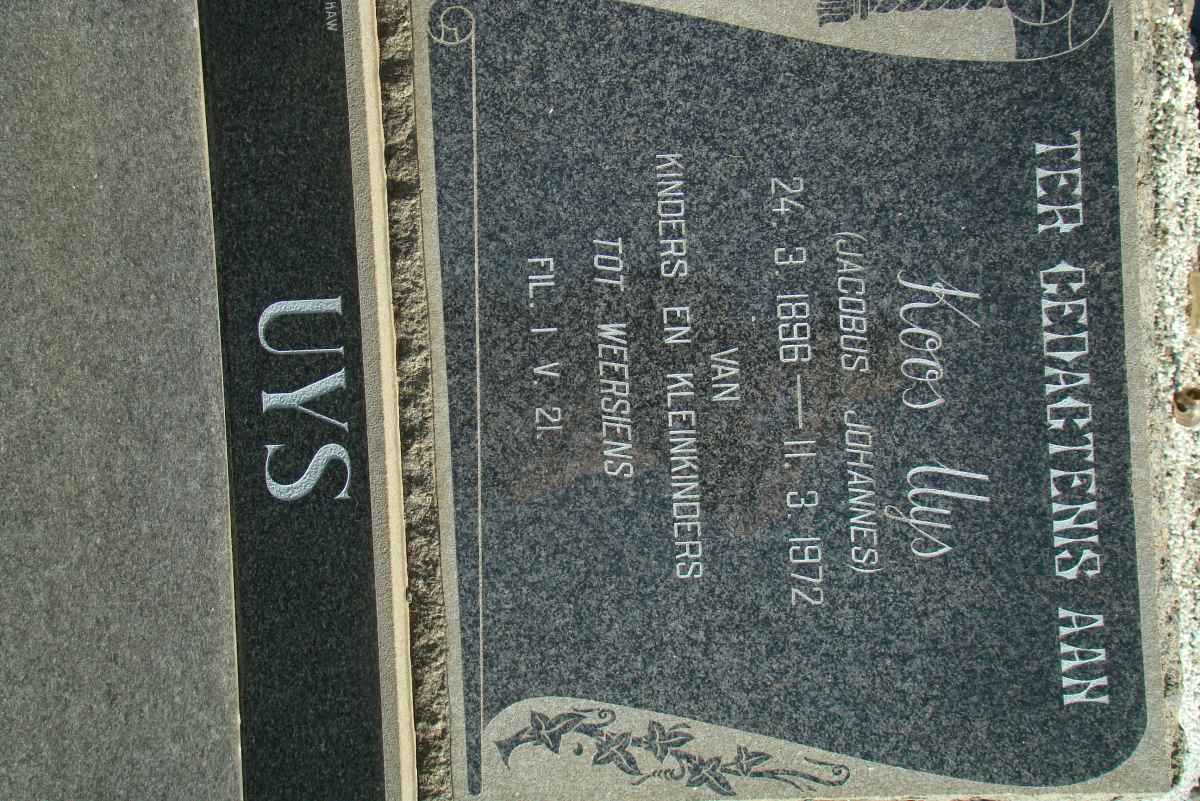 TER GEDAGTENIS AAN
Koos Uys
(JACOBUS JOHANNES)
24. 3. 1896 — 11. 3. 1972
VAN
KINDERS EN KLEINKINDERS
TOT WEERSIENS
FIL. I V. 21.
UYS
HAW